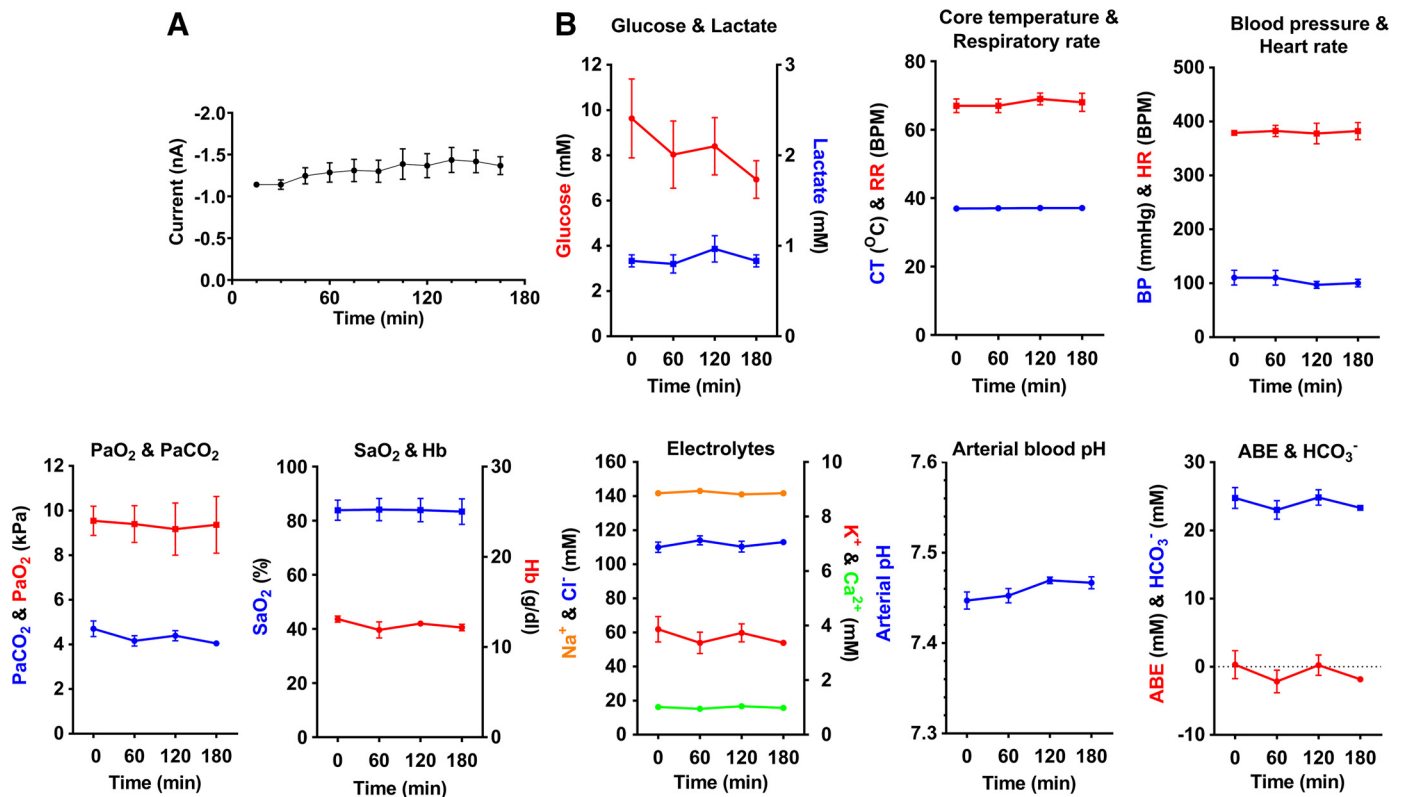 A
-2.0
-1.5
-1.0
-0.5
0.0
Current (nA)
0 60 120 180
Time (min)
B
Glucose & Lactate
12
10
8
6
4
2
0
Glucose (mM)
3
2
1
0
Lactate (mM)
0 60 120 180
Time (min)
Core temperature &
Respiratory rate
80
60
40
20
0
CT (OC) & RR (BPM)
0 60 120 180
Time (min)
Blood pressure &
Heart rate
500
400
300
200
100
0
BP (mmHg) & HR (BPM)
0 60 120 180
Time (min)
PaO2 & PaCO2
12
10
8
6
4
2
0
PaCO2 & PaO2 (kPa)
0 60 120 180
Time (min)
SaO2 & Hb
100
80
60
40
20
0
SaO2 (%)
30
20
10
0
Hb (g/dl)
0 60 120 180
Time (min)
Electrolytes
160
140
120
100
80
60
40
20
0
Na+ & Cl- (mM)
10
8
6
4
2
0
K+ & Ca2+ (mM)
0 60 120 180
Time (min)
Arterial blood pH
7.6
7.5
7.4
7.3
Arterial pH
0 60 120 180
Time (min)
ABE & HCO3-
30
20
10
0
-10
ABE (mM) & HCO3- (mM)
0 60 120 180
Time (min)